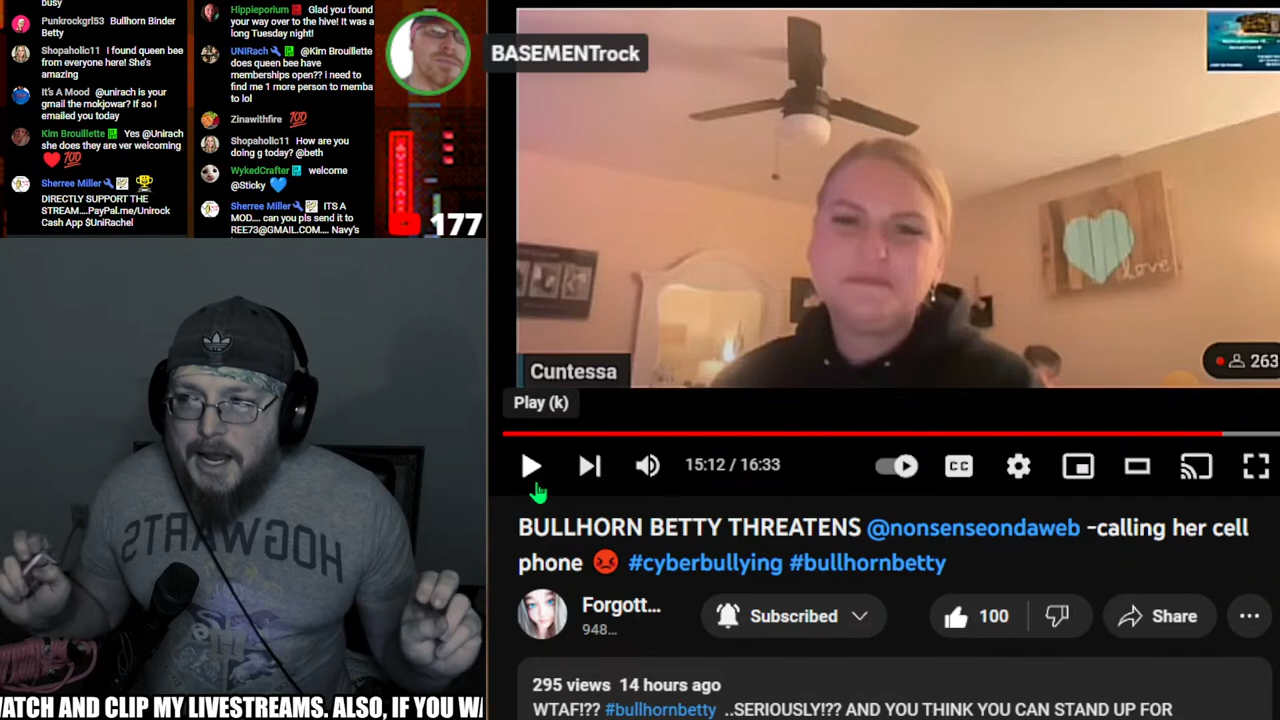 busy
Punkrockgrl53 Bullhorn Binder
Betty
Shopaholic11 I found queen bee
from everyone here! She's
amazing
It's A Mood @unirach is your
gmail the mokjowar? If so I
emailed you today
Kim Brouillette Yes @Unirach
she does they are ver welcoming
❤️💯
Sherree Miller
DIRECTLY SUPPORT THE
STREAM....PayPal.me/Unirock
Cash App $UniRachel
Hippieporium Glad you found
your way over to the hive! It was a
long Tuesday night!
UNIRach @Kim Brouillette
does queen bee have
memberships open?? i need to
find me 1 more person to memba
to lol
Zinawithfire 💯
Shopaholic11 How are you
doing g today? @beth
WykedCrafter welcome
@Sticky 💙
Sherree Miller ITS A
MOD.... can you pls send it to
REE73@GMAIL.COM.... Navy's
177
BASEMENTrock
love
Cuntessa
263
Play (k)
15:12 / 16:33
CC
BULLHORN BETTY THREATENS @nonsenseondaweb -calling her cell
phone 😡 #cyberbullying #bullhornbetty
Forgott...
948...
Subscribed
100
Share
295 views 14 hours ago
WTAF!?? #bullhornbetty ..SERIOUSLY!?? AND YOU THINK YOU CAN STAND UP FOR
HOGWARTS
WATCH AND CLIP MY LIVESTREAMS. ALSO, IF YOU WA